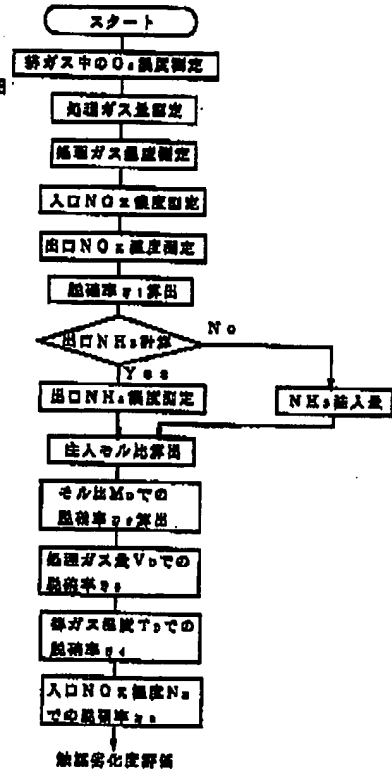 スタート
排ガス中のO₂濃度測定
処理ガス量測定
処理ガス温度測定
入口NOx濃度測定
出口NOx濃度測定
脱硝率η₁算出
出口NH₃計算
No
Yes
出口NH₃濃度測定
NH₃注入量
注入モル比算出
モル比M₀での
脱硝率η₂算出
処理ガス量V₀での
脱硝率η₃
排ガス温度T₀での
脱硝率η₄
入口NOx濃度N₀
での脱硝率η₅
触媒劣化度評価